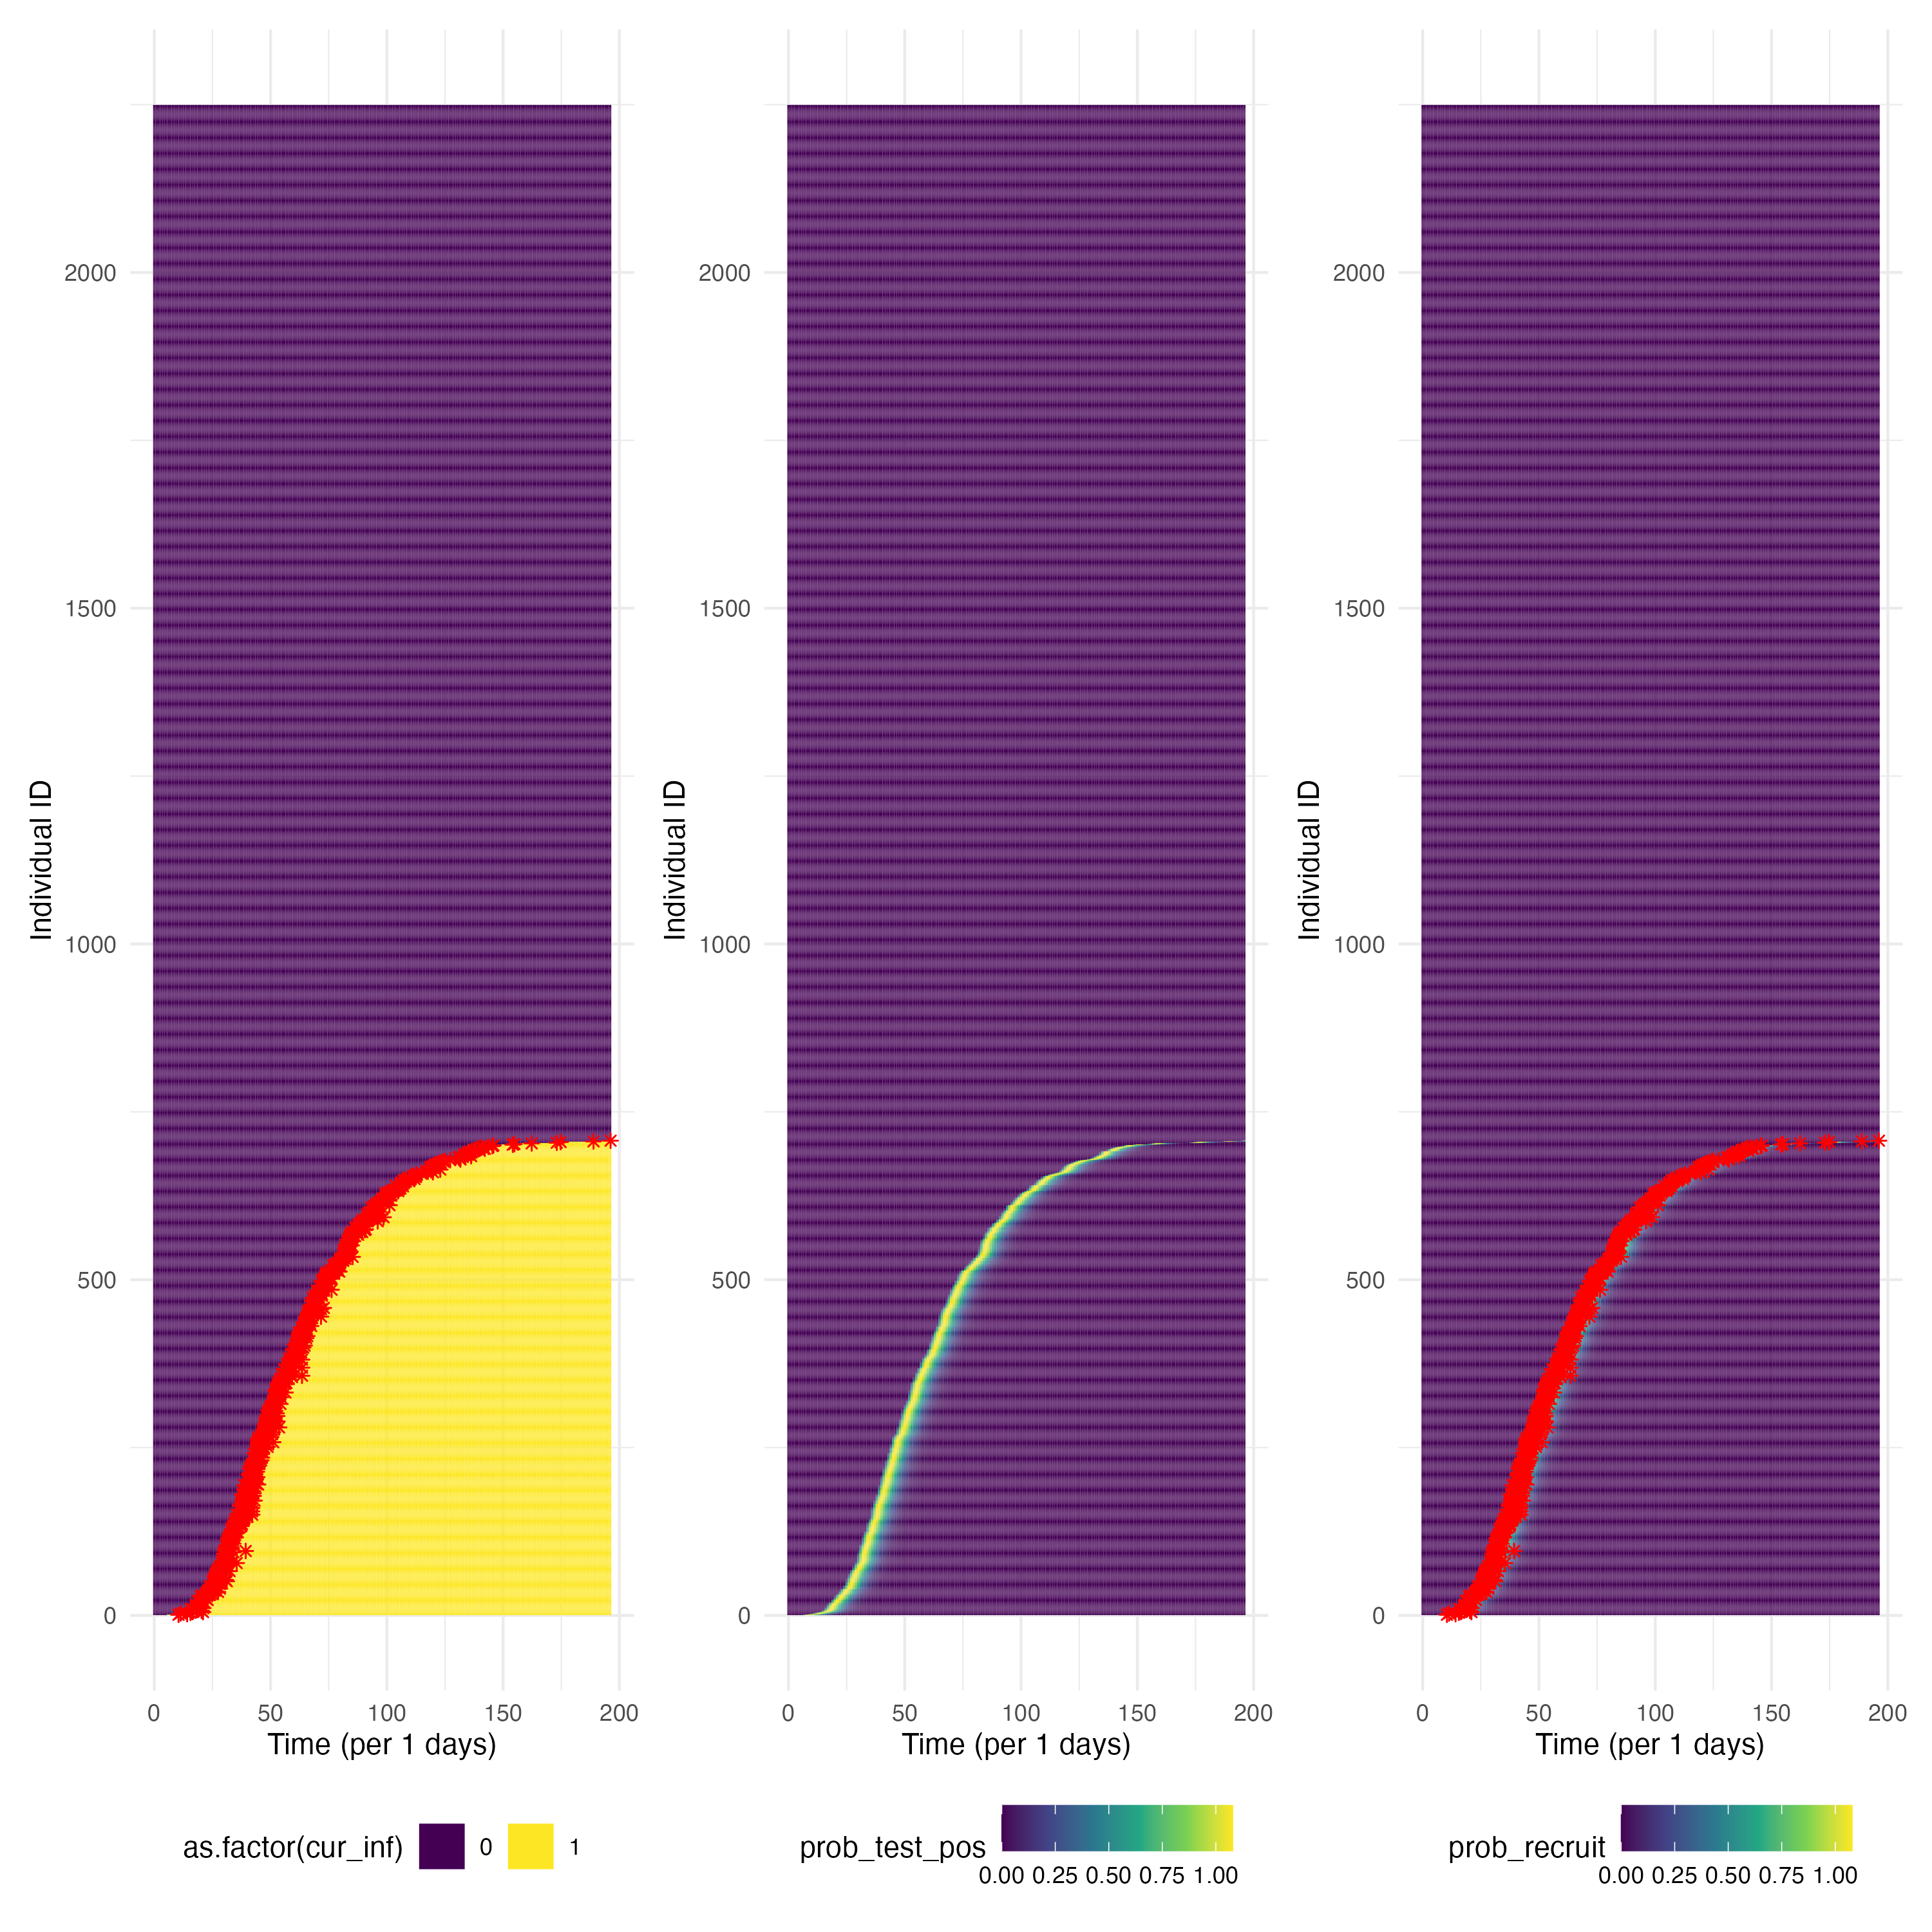 Individual ID
2000
1500
1000
500
0
0 50 100 150 200
Time (per 1 days)
as.factor(cur_inf) 0 1
Individual ID
2000
1500
1000
500
0
0 50 100 150 200
Time (per 1 days)
prob_test_pos
0.00 0.25 0.50 0.75 1.00
Individual ID
2000
1500
1000
500
0
0 50 100 150 200
Time (per 1 days)
prob_recruit
0.00 0.25 0.50 0.75 1.00